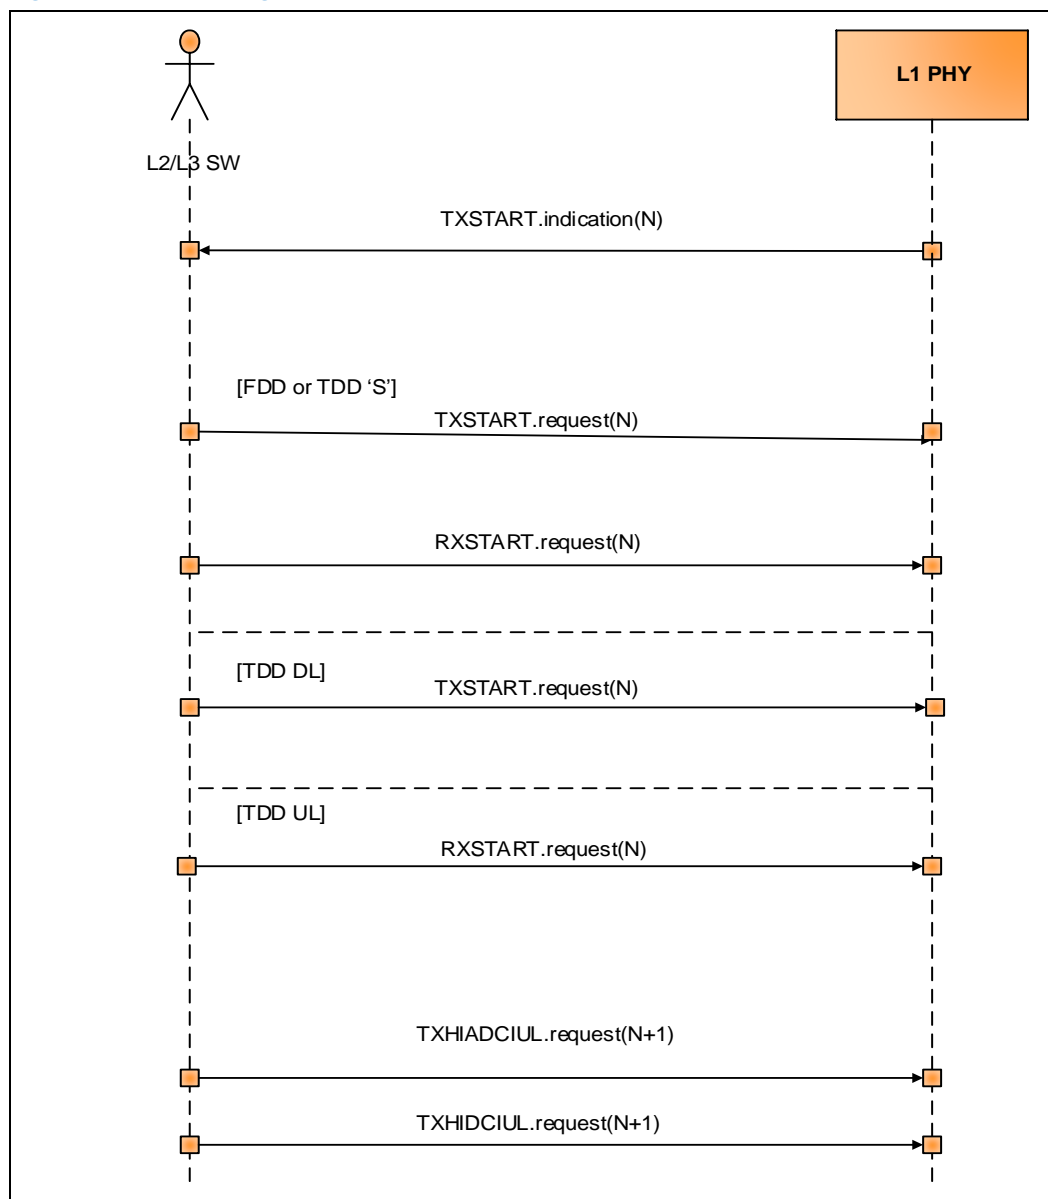 L1 PHY
L2/L3 SW
TXSTART.indication(N)
[FDD or TDD ‘S’]
TXSTART.request(N)
RXSTART.request(N)
[TDD DL]
TXSTART.request(N)
[TDD UL]
RXSTART.request(N)
TXHIADCIUL.request(N+1)
TXHIDCIUL.request(N+1)